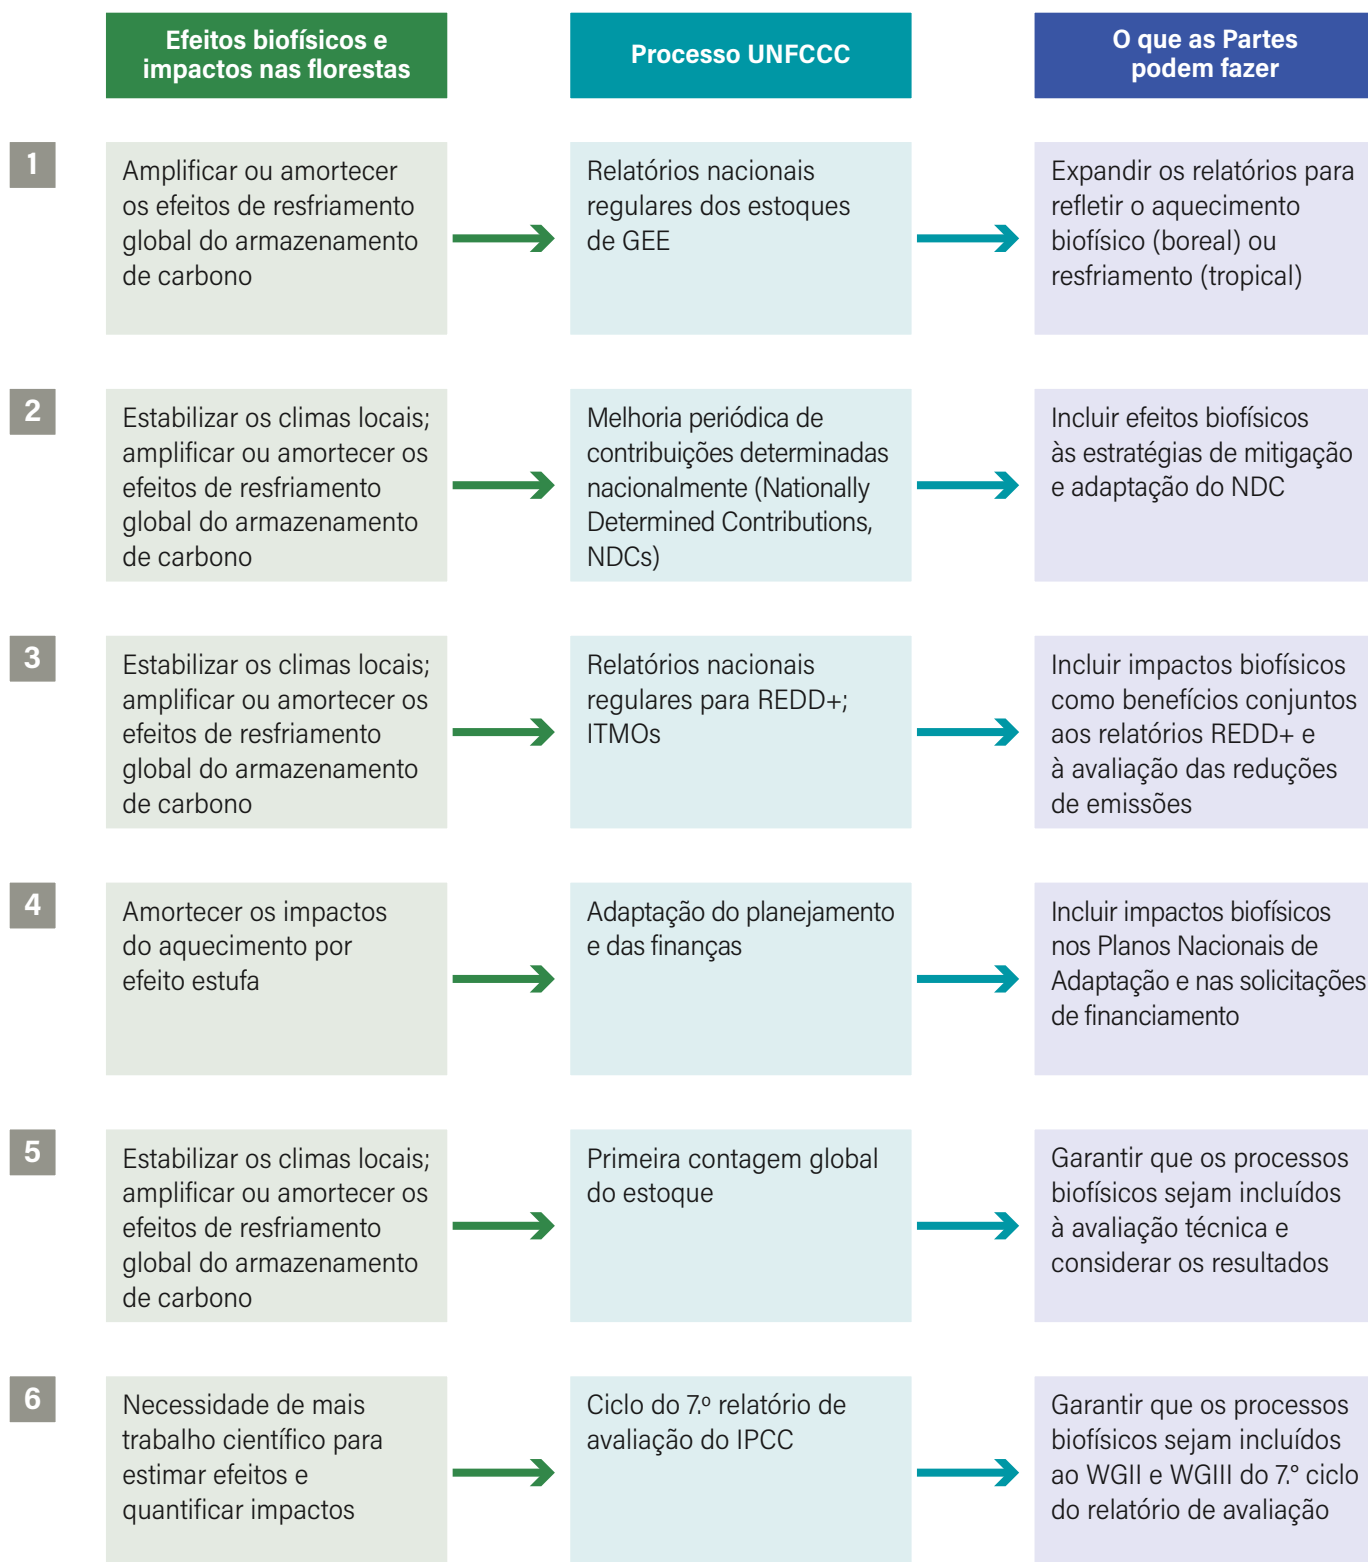 Efeitos biofísicos e
impactos nas florestas
Processo UNFCCC
O que as Partes
podem fazer
1
Amplificar ou amortecer
os efeitos de resfriamento
global do armazenamento
de carbono
Relatórios nacionais
regulares dos estoques
de GEE
Expandir os relatórios para
refletir o aquecimento
biofísico (boreal) ou
resfriamento (tropical)
2
Estabilizar os climas locais;
amplificar ou amortecer os
efeitos de resfriamento
global do armazenamento
de carbono
Melhoria periódica de
contribuições determinadas
nacionalmente (Nationally
Determined Contributions,
NDCs)
Incluir efeitos biofísicos
às estratégias de mitigação
e adaptação do NDC
3
Estabilizar os climas locais;
amplificar ou amortecer os
efeitos de resfriamento
global do armazenamento
de carbono
Relatórios nacionais
regulares para REDD+;
ITMOs
Incluir impactos biofísicos
como benefícios conjuntos
aos relatórios REDD+ e
à avaliação das reduções
de emissões
4
Amortecer os impactos
do aquecimento por
efeito estufa
Adaptação do planejamento
e das finanças
Incluir impactos biofísicos
nos Planos Nacionais de
Adaptação e nas solicitações
de financiamento
5
Estabilizar os climas locais;
amplificar ou amortecer os
efeitos de resfriamento
global do armazenamento
de carbono
Primeira contagem global
do estoque
Garantir que os processos
biofísicos sejam incluídos
à avaliação técnica e
considerar os resultados
6
Necessidade de mais
trabalho científico para
estimar efeitos e
quantificar impactos
Ciclo do 7.º relatório de
avaliação do IPCC
Garantir que os processos
biofísicos sejam incluídos
ao WGII e WGIII do 7.° ciclo
do relatório de avaliação